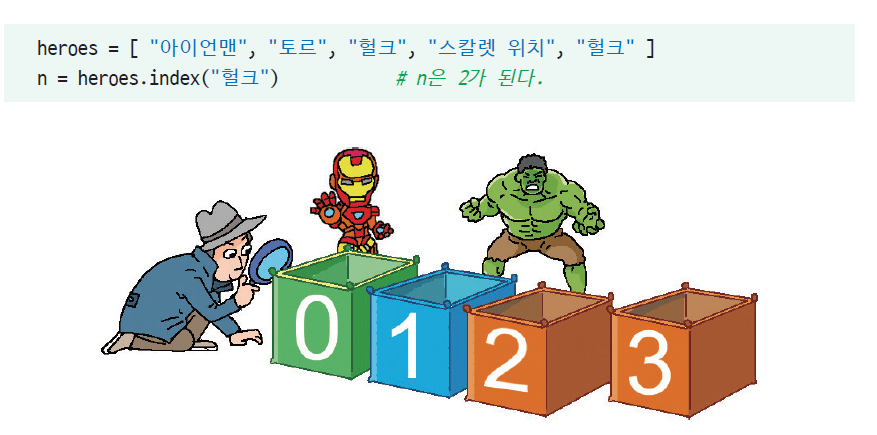 heroes = [ "아이언맨", "토르", "헐크", "스칼렛 위치", "헐크" ]
n = heroes.index("헐크") # n은 2가 된다.
0 1 2 3